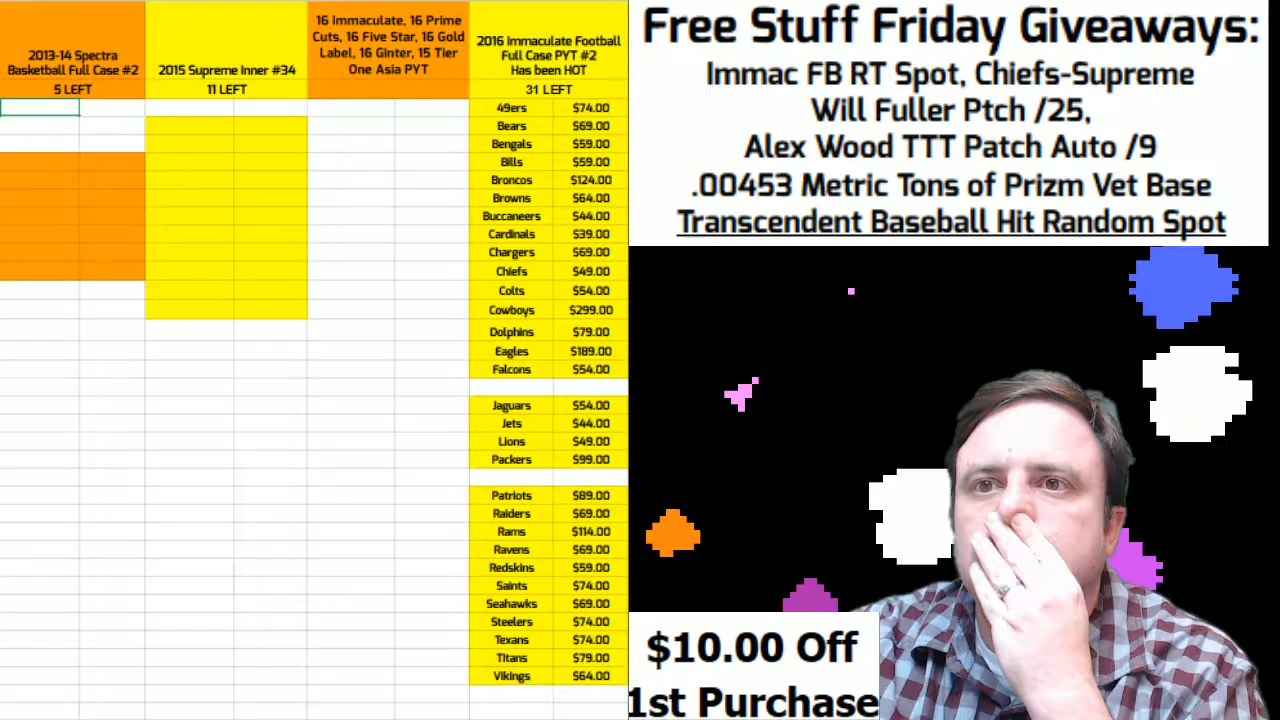 2013-14 Spectra
Basketball Full Case #2
5 LEFT
2015 Supreme Inner #34
11 LEFT
16 Immaculate, 16 Prime
Cuts, 16 Five Star, 16 Gold
Label, 16 Ginter, 15 Tier
One Asia PYT
2016 Immaculate Football
Full Case PYT #2
Has been HOT
31 LEFT
49ers $74.00
Bears $69.00
Bengals $59.00
Bills $59.00
Broncos $124.00
Browns $64.00
Buccaneers $44.00
Cardinals $39.00
Chargers $69.00
Chiefs $49.00
Colts $54.00
Cowboys $299.00
Dolphins $79.00
Eagles $189.00
Falcons $54.00
Jaguars $54.00
Jets $44.00
Lions $49.00
Packers $99.00
Patriots $89.00
Raiders $69.00
Rams $114.00
Ravens $69.00
Redskins $59.00
Saints $74.00
Seahawks $69.00
Steelers $74.00
Texans $74.00
Titans $79.00
Vikings $64.00
Free Stuff Friday Giveaways:
Immac FB RT Spot, Chiefs-Supreme
Will Fuller Ptch /25,
Alex Wood TTT Patch Auto /9
.00453 Metric Tons of Prizm Vet Base
Transcendent Baseball Hit Random Spot
$10.00 Off
1st Purchase